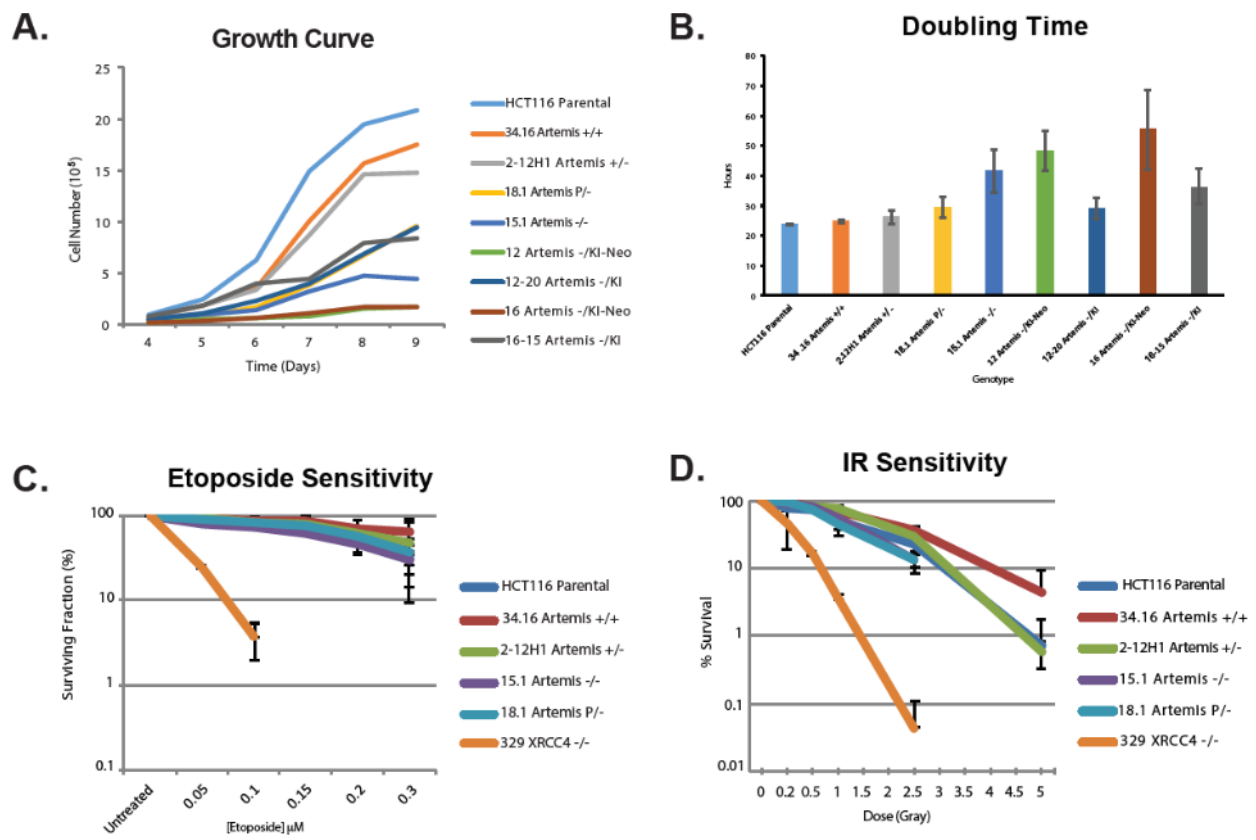 A.
Growth Curve
25
20
15
10
5
0
Cell Number (10⁵)
4 5 6 7 8 9
Time (Days)
HCT116 Parental
34.16 Artemis +/+
2-12H1 Artemis +/-
18.1 Artemis P/-
15.1 Artemis -/-
12 Artemis -/KI-Neo
12-20 Artemis -/KI
16 Artemis -/KI-Neo
16-15 Artemis -/KI
B.
Doubling Time
80
70
60
50
40
30
20
10
0
Hours
HCT116 Parental
34 .16 Artemis +/+
2-12H1 Artemis +/-
18.1 Artemis P/-
15.1 Artemis -/-
12 Artemis -/KI-Neo
12-20 Artemis -/KI
16 Artemis -/KI-Neo
16-15 Artemis -/KI
Genotype
C.
Etoposide Sensitivity
100
10
1
0.1
Surviving Fraction (%)
Untreated 0.05 0.1 0.15 0.2 0.3
[Etoposide] µM
HCT116 Parental
34.16 Artemis +/+
2-12H1 Artemis +/-
15.1 Artemis -/-
18.1 Artemis P/-
329 XRCC4 -/-
D.
IR Sensitivity
100
10
1
0.1
0.01
% Survival
0 0.2 0.5 1 1.5 2 2.5 3 3.5 4 4.5 5
Dose (Gray)
HCT116 Parental
34.16 Artemis +/+
2-12H1 Artemis +/-
15.1 Artemis -/-
18.1 Artemis P/-
329 XRCC4 -/-